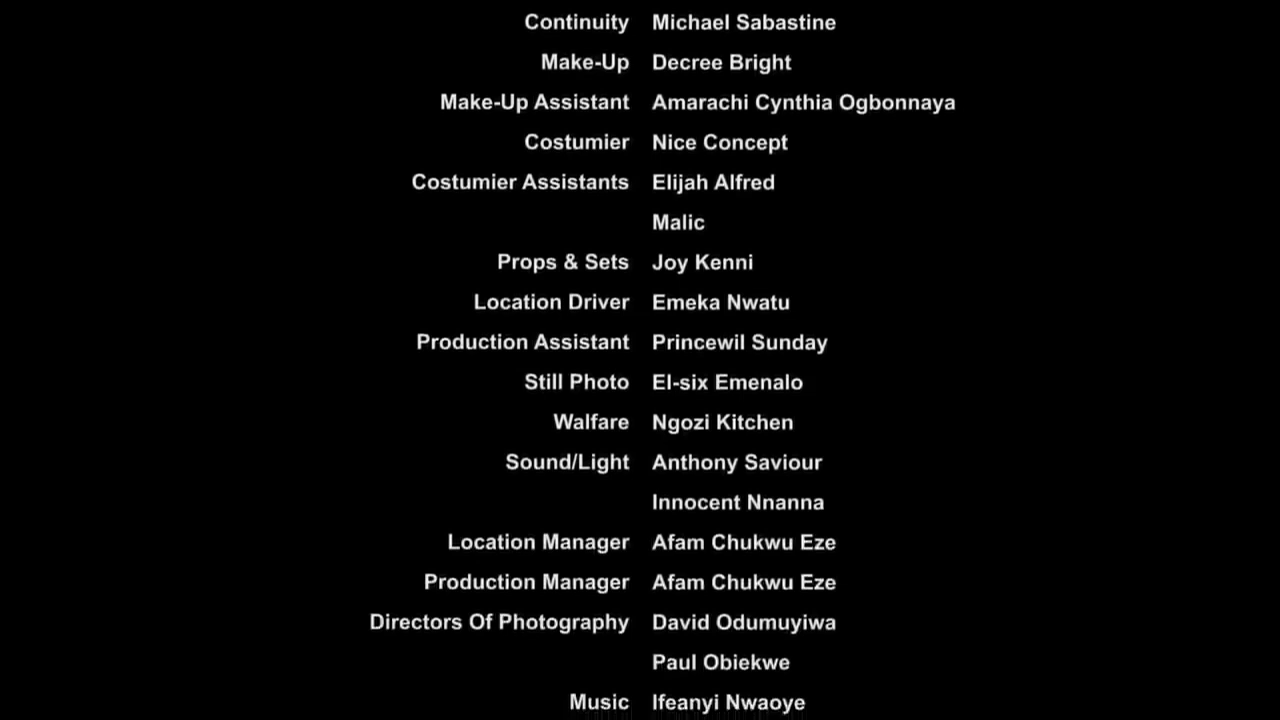 Continuity Michael Sabastine
Make-Up Decree Bright
Make-Up Assistant Amarachi Cynthia Ogbonnaya
Costumier Nice Concept
Costumier Assistants Elijah Alfred
Malic
Props & Sets Joy Kenni
Location Driver Emeka Nwatu
Production Assistant Princewil Sunday
Still Photo El-six Emenalo
Walfare Ngozi Kitchen
Sound/Light Anthony Saviour
Innocent Nnanna
Location Manager Afam Chukwu Eze
Production Manager Afam Chukwu Eze
Directors Of Photography David Odumuyiwa
Paul Obiekwe
Music Ifeanyi Nwaoye